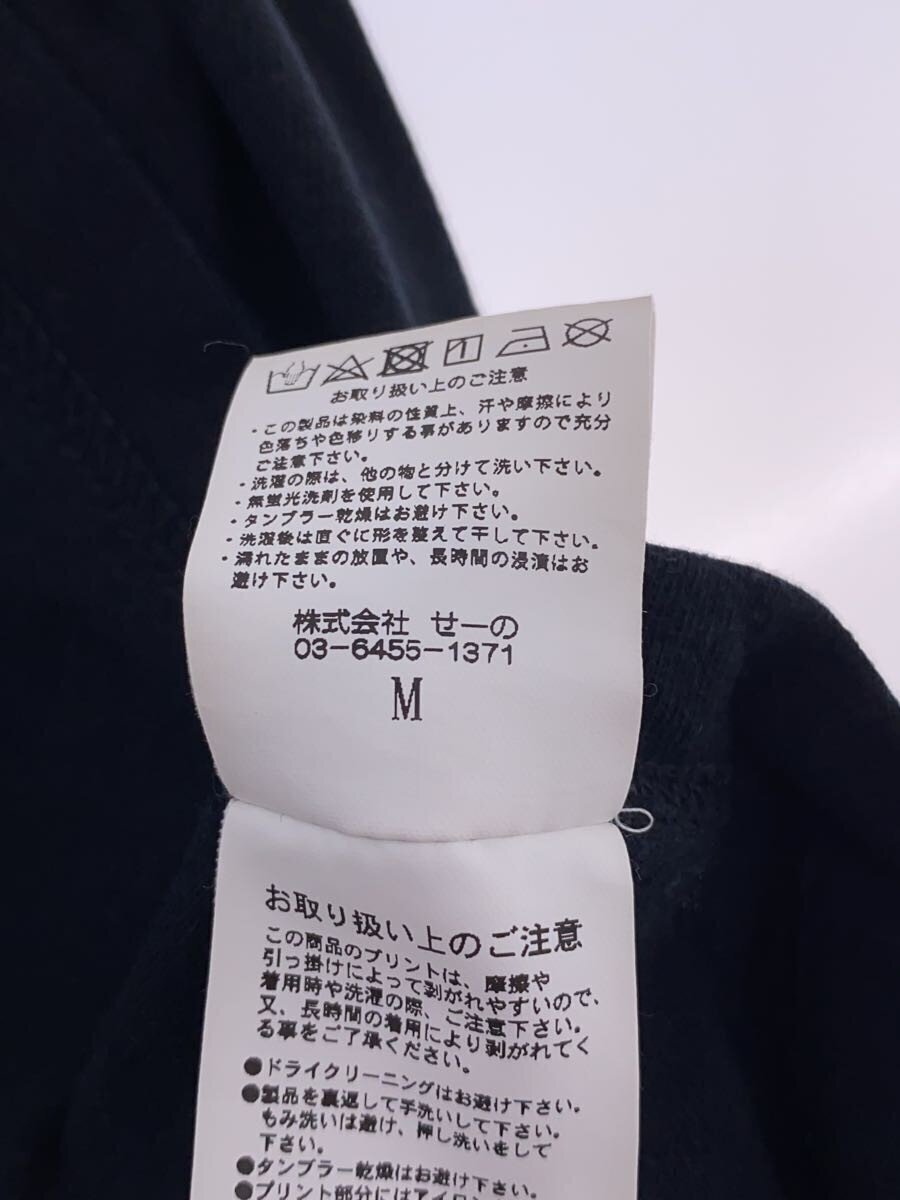 お取り扱い上のご注意
・この製品は染料の性質上、汗や摩擦により
色落ちや色移りする事がありますので充分
ご注意下さい。
・洗濯の際は、他の物と分けて洗い下さい。
・無蛍光洗剤を使用して下さい。
・タンブラー乾燥はお避け下さい。
・洗濯後は直ぐに形を整えて干して下さい。
・濡れたままの放置や、長時間の浸漬はお
避け下さい。
株式会社 せーの
03-6455-1371
M
お取り扱い上のご注意
この商品のプリントは、摩擦や
引っ掛けによって剥がれやすいので、
着用時や洗濯の際、ご注意下さい。
又、長時間の着用により剥がれてく
る事をご了承ください。
●ドライクリーニングはお避け下さい。
●製品を裏返して手洗いして下さい。
もみ洗いは避け、押し洗いをして
下さい。
●タンブラー乾燥はお避け下さい。
●プリント部分にはアイロン